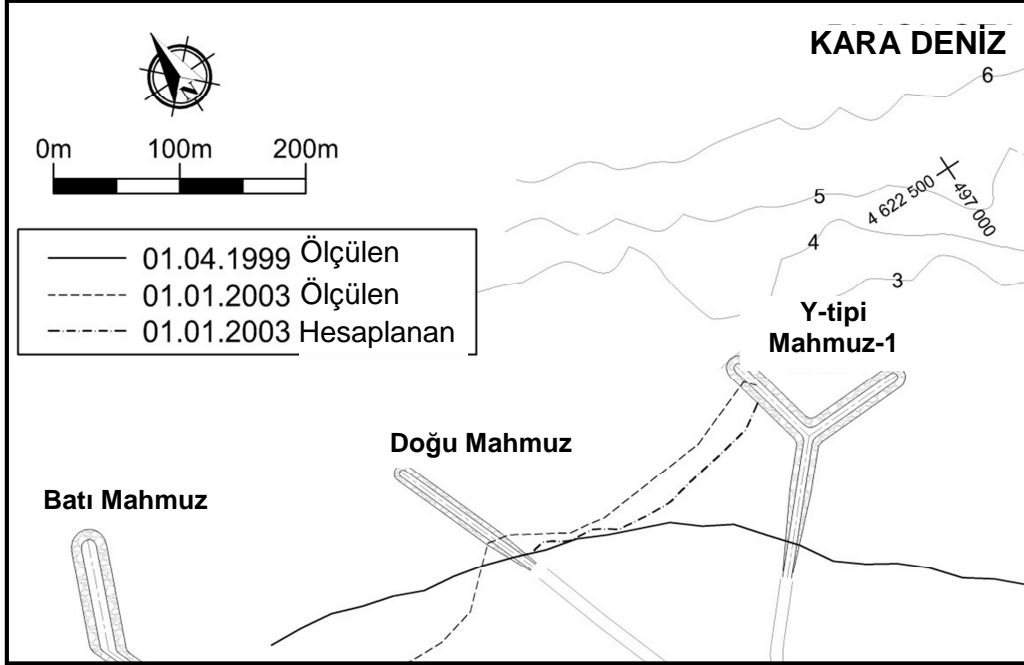 KARA DENİZ
6
N
0m 100m 200m
5
4 622 500
497 000
4
3
01.04.1999 Ölçülen
01.01.2003 Ölçülen
01.01.2003 Hesaplanan
Y-tipi
Mahmuz-1
Doğu Mahmuz
Batı Mahmuz